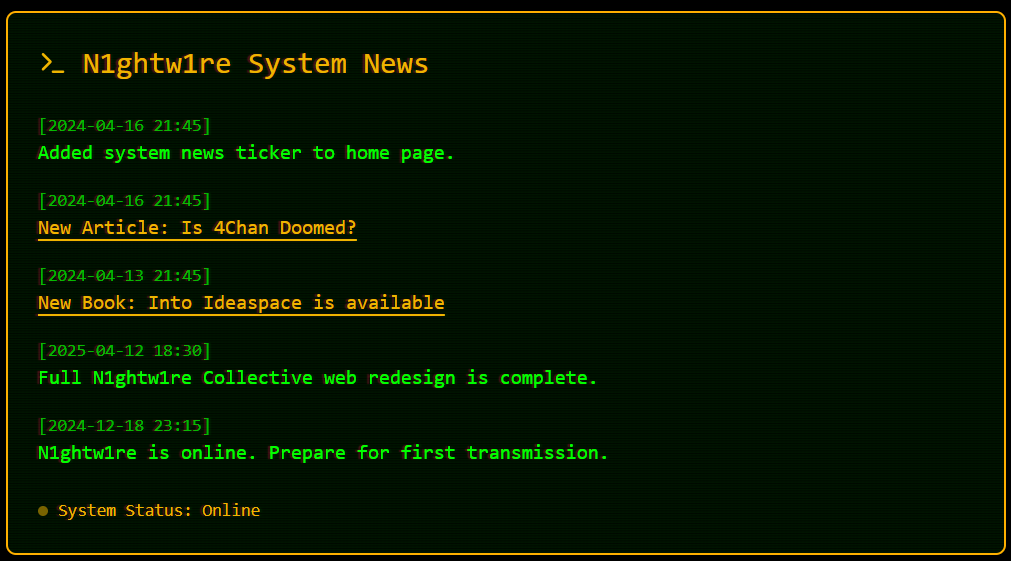 >_ N1ghtw1re System News
[2024-04-16 21:45]
Added system news ticker to home page.
[2024-04-16 21:45]
New Article: Is 4Chan Doomed?
[2024-04-13 21:45]
New Book: Into Ideaspace is available
[2025-04-12 18:30]
Full N1ghtw1re Collective web redesign is complete.
[2024-12-18 23:15]
N1ghtw1re is online. Prepare for first transmission.
System Status: Online